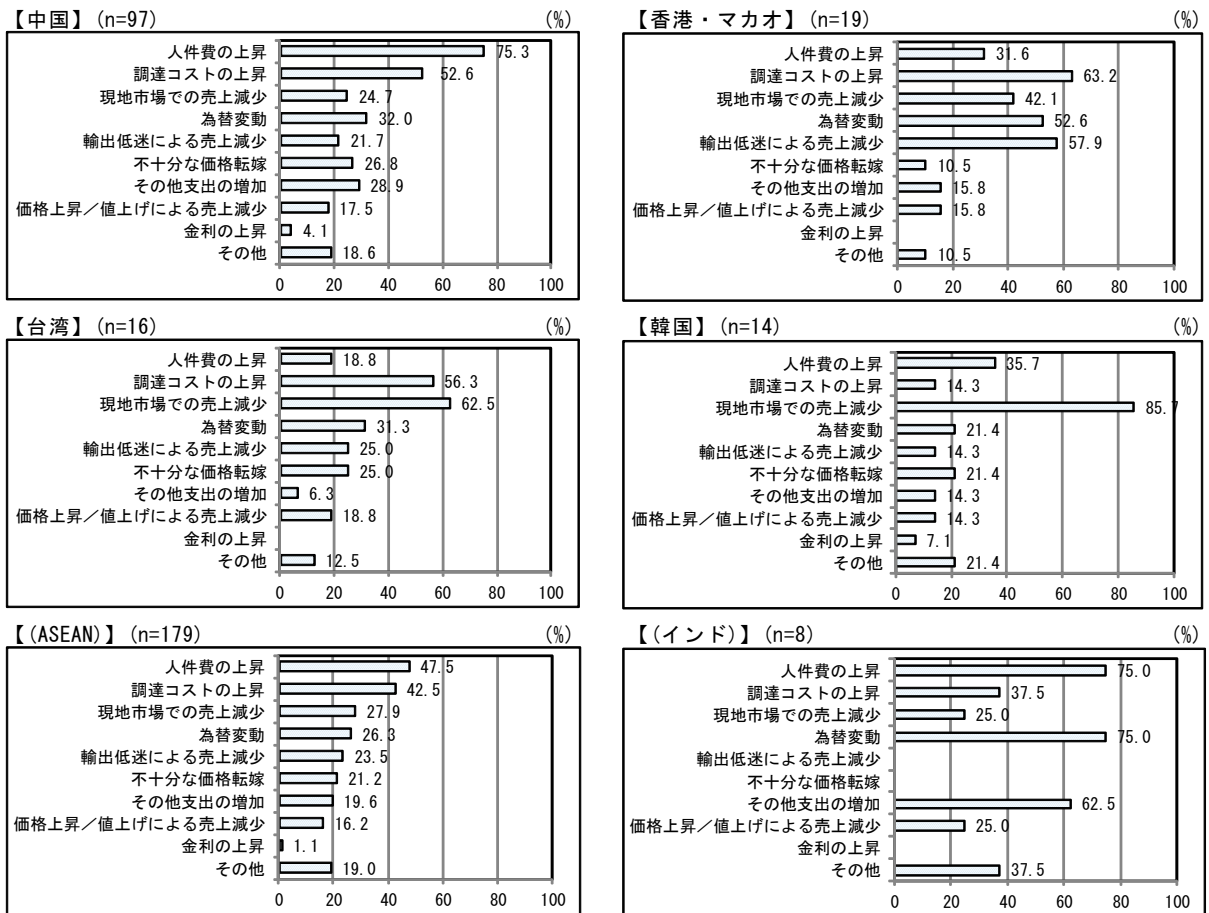 【中国】(n=97) (%)
人件費の上昇 75.3
調達コストの上昇 52.6
現地市場での売上減少 24.7
為替変動 32.0
輸出低迷による売上減少 21.7
不十分な価格転嫁 26.8
その他支出の増加 28.9
価格上昇／値上げによる売上減少 17.5
金利の上昇 4.1
その他 18.6
0 20 40 60 80 100
【香港・マカオ】(n=19) (%)
人件費の上昇 31.6
調達コストの上昇 63.2
現地市場での売上減少 42.1
為替変動 52.6
輸出低迷による売上減少 57.9
不十分な価格転嫁 10.5
その他支出の増加 15.8
価格上昇／値上げによる売上減少 15.8
金利の上昇
その他 10.5
0 20 40 60 80 100
【台湾】(n=16) (%)
人件費の上昇 18.8
調達コストの上昇 56.3
現地市場での売上減少 62.5
為替変動 31.3
輸出低迷による売上減少 25.0
不十分な価格転嫁 25.0
その他支出の増加 6.3
価格上昇／値上げによる売上減少 18.8
金利の上昇
その他 12.5
0 20 40 60 80 100
【韓国】(n=14) (%)
人件費の上昇 35.7
調達コストの上昇 14.3
現地市場での売上減少 85.7
為替変動 21.4
輸出低迷による売上減少 14.3
不十分な価格転嫁 21.4
その他支出の増加 14.3
価格上昇／値上げによる売上減少 14.3
金利の上昇 7.1
その他 21.4
0 20 40 60 80 100
【(ASEAN)】(n=179) (%)
人件費の上昇 47.5
調達コストの上昇 42.5
現地市場での売上減少 27.9
為替変動 26.3
輸出低迷による売上減少 23.5
不十分な価格転嫁 21.2
その他支出の増加 19.6
価格上昇／値上げによる売上減少 16.2
金利の上昇 1.1
その他 19.0
0 20 40 60 80 100
【(インド)】(n=8) (%)
人件費の上昇 75.0
調達コストの上昇 37.5
現地市場での売上減少 25.0
為替変動 75.0
輸出低迷による売上減少
不十分な価格転嫁
その他支出の増加 62.5
価格上昇／値上げによる売上減少 25.0
金利の上昇
その他 37.5
0 20 40 60 80 100